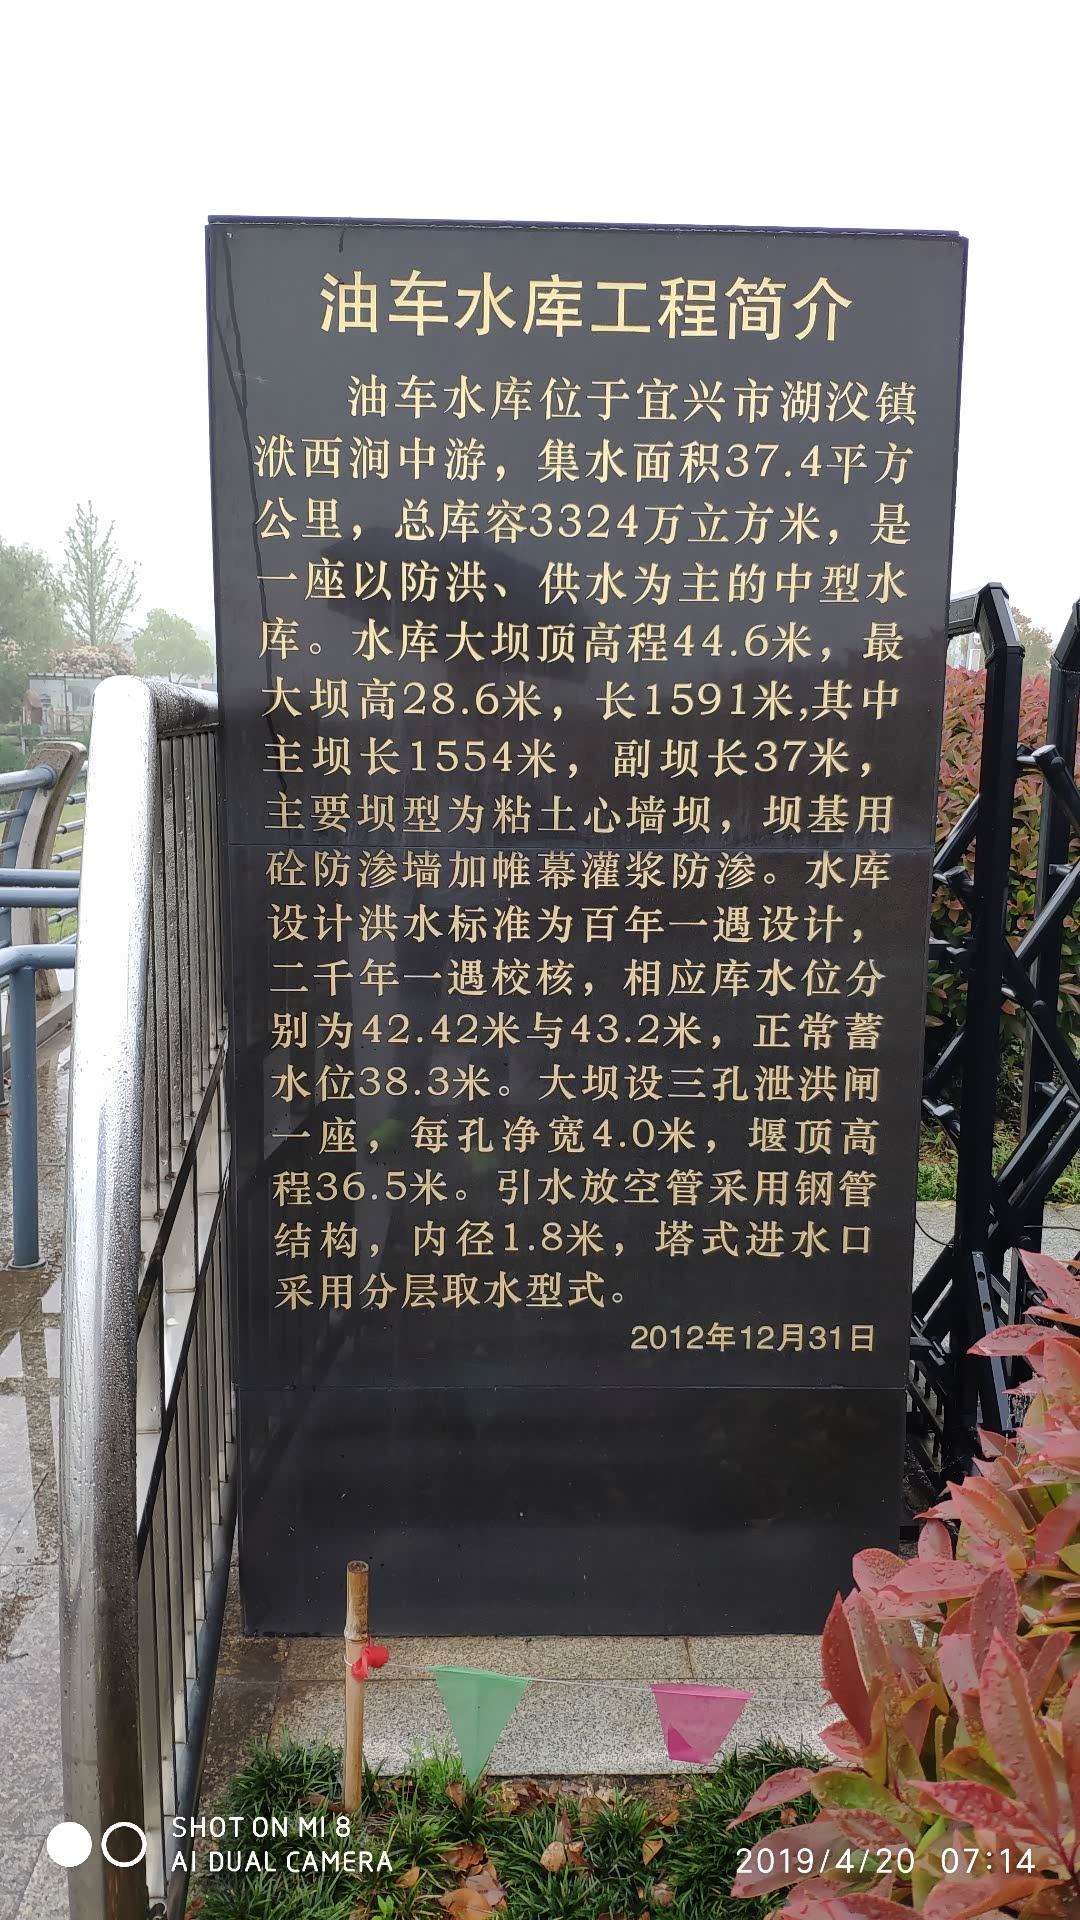 油车水库工程简介
油车水库位于宜兴市湖㳇镇
洑西涧中游，集水面积37.4平方
公里，总库容3324万立方米，是
一座以防洪、供水为主的中型水
库。水库大坝顶高程44.6米，最
大坝高28.6米，长1591米,其中
主坝长1554米，副坝长37米，
主要坝型为粘土心墙坝，坝基用
砼防渗墙加帷幕灌浆防渗。水库
设计洪水标准为百年一遇设计，
二千年一遇校核，相应库水位分
别为42.42米与43.2米，正常蓄
水位38.3米。大坝设三孔泄洪闸
一座，每孔净宽4.0米，堰顶高
程36.5米。引水放空管采用钢管
结构，内径1.8米，塔式进水口
采用分层取水型式。
2012年12月31日
SHOT ON MI 8
AI DUAL CAMERA
2019/4/20 07:14